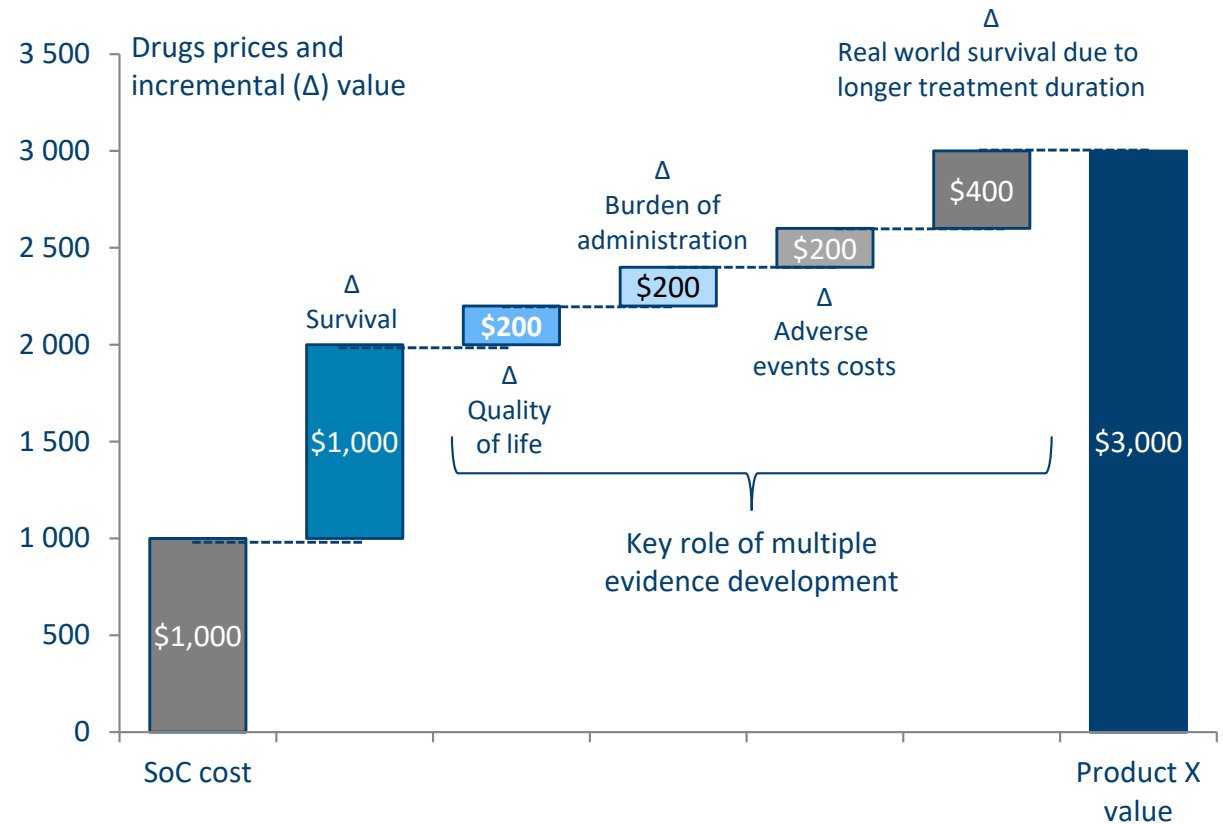 Drugs prices and
incremental (Δ) value
Δ
Real world survival due to
longer treatment duration
3 500
3 000
2 500
2 000
1 500
1 000
500
0
Δ
Survival
Δ
Quality
of life
Δ
Burden of
administration
Δ
Adverse
events costs
$1,000
$1,000
$200
$200
$200
$400
$3,000
Key role of multiple
evidence development
SoC cost
Product X
value